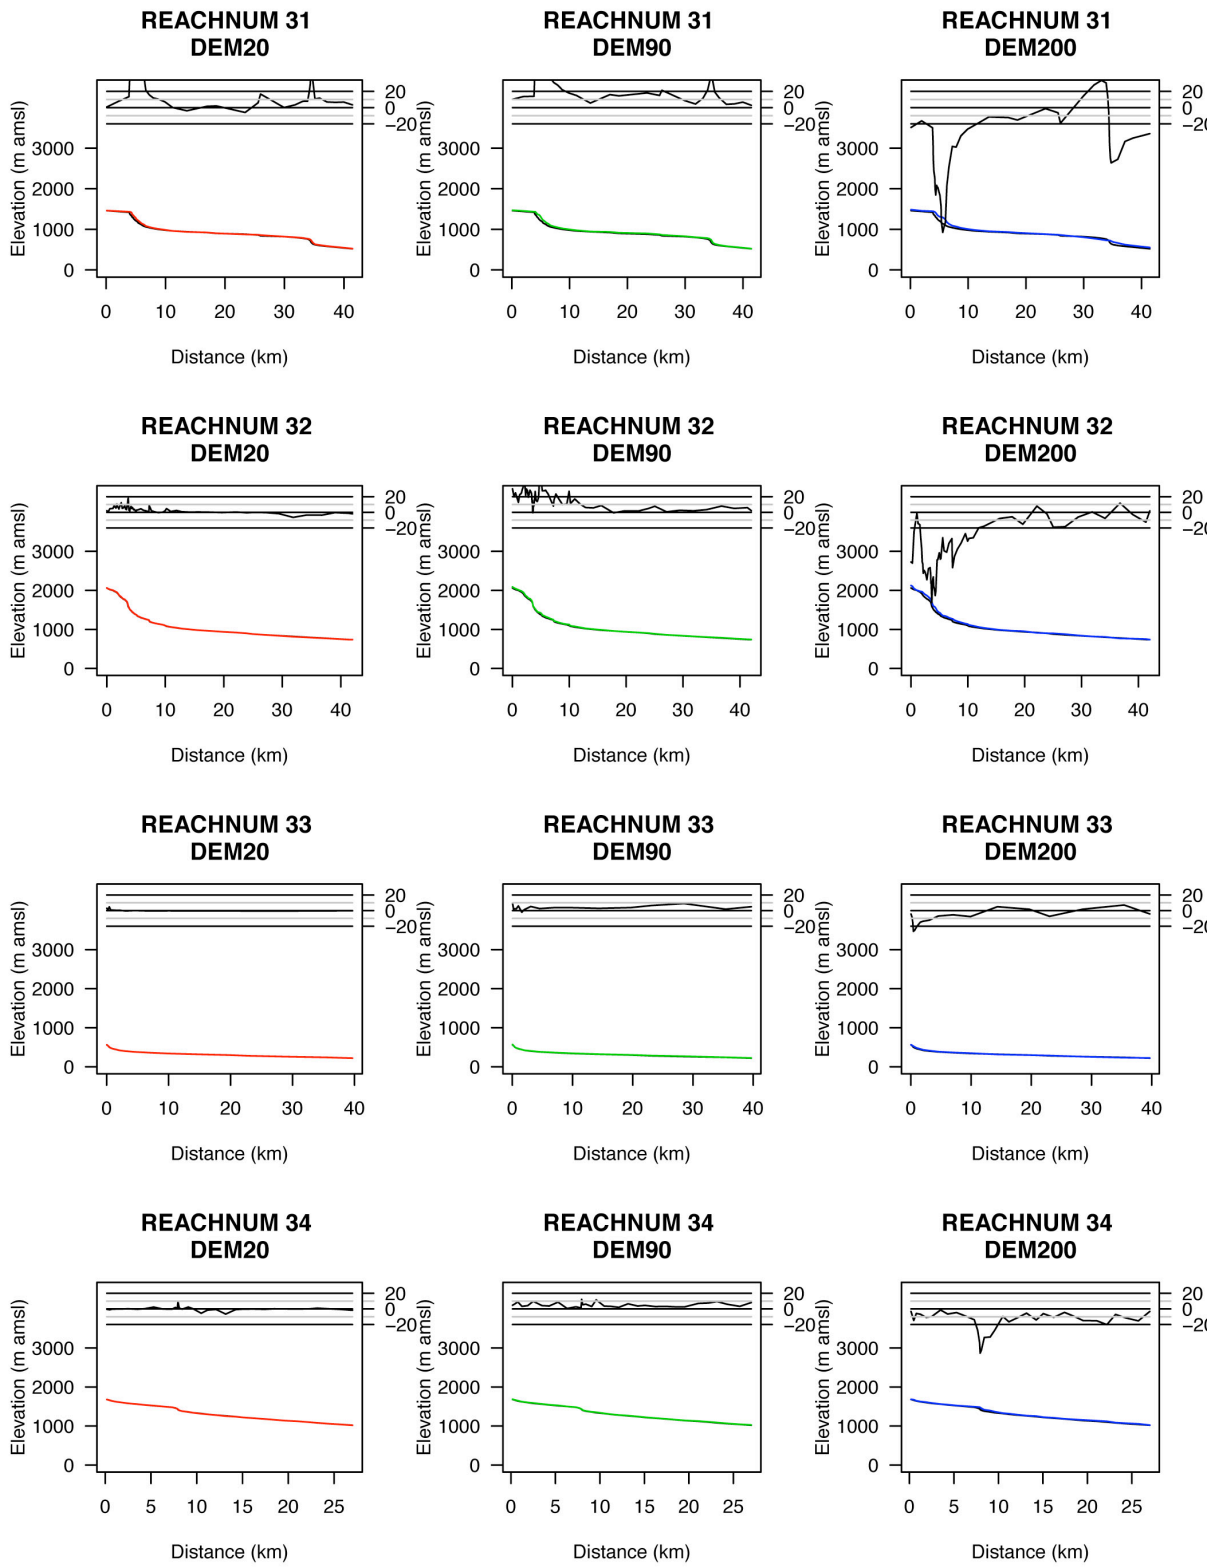 REACHNUM 31
DEM20
20
0
−20
Elevation (m amsl)
3000
2000
1000
0
0 10 20 30 40
Distance (km)
REACHNUM 31
DEM90
20
0
−20
Elevation (m amsl)
3000
2000
1000
0
0 10 20 30 40
Distance (km)
REACHNUM 31
DEM200
20
0
−20
Elevation (m amsl)
3000
2000
1000
0
0 10 20 30 40
Distance (km)
REACHNUM 32
DEM20
20
0
−20
Elevation (m amsl)
3000
2000
1000
0
0 10 20 30 40
Distance (km)
REACHNUM 32
DEM90
20
0
−20
Elevation (m amsl)
3000
2000
1000
0
0 10 20 30 40
Distance (km)
REACHNUM 32
DEM200
20
0
−20
Elevation (m amsl)
3000
2000
1000
0
0 10 20 30 40
Distance (km)
REACHNUM 33
DEM20
20
0
−20
Elevation (m amsl)
3000
2000
1000
0
0 10 20 30 40
Distance (km)
REACHNUM 33
DEM90
20
0
−20
Elevation (m amsl)
3000
2000
1000
0
0 10 20 30 40
Distance (km)
REACHNUM 33
DEM200
20
0
−20
Elevation (m amsl)
3000
2000
1000
0
0 10 20 30 40
Distance (km)
REACHNUM 34
DEM20
20
0
−20
Elevation (m amsl)
3000
2000
1000
0
0 5 10 15 20 25
Distance (km)
REACHNUM 34
DEM90
20
0
−20
Elevation (m amsl)
3000
2000
1000
0
0 5 10 15 20 25
Distance (km)
REACHNUM 34
DEM200
20
0
−20
Elevation (m amsl)
3000
2000
1000
0
0 5 10 15 20 25
Distance (km)